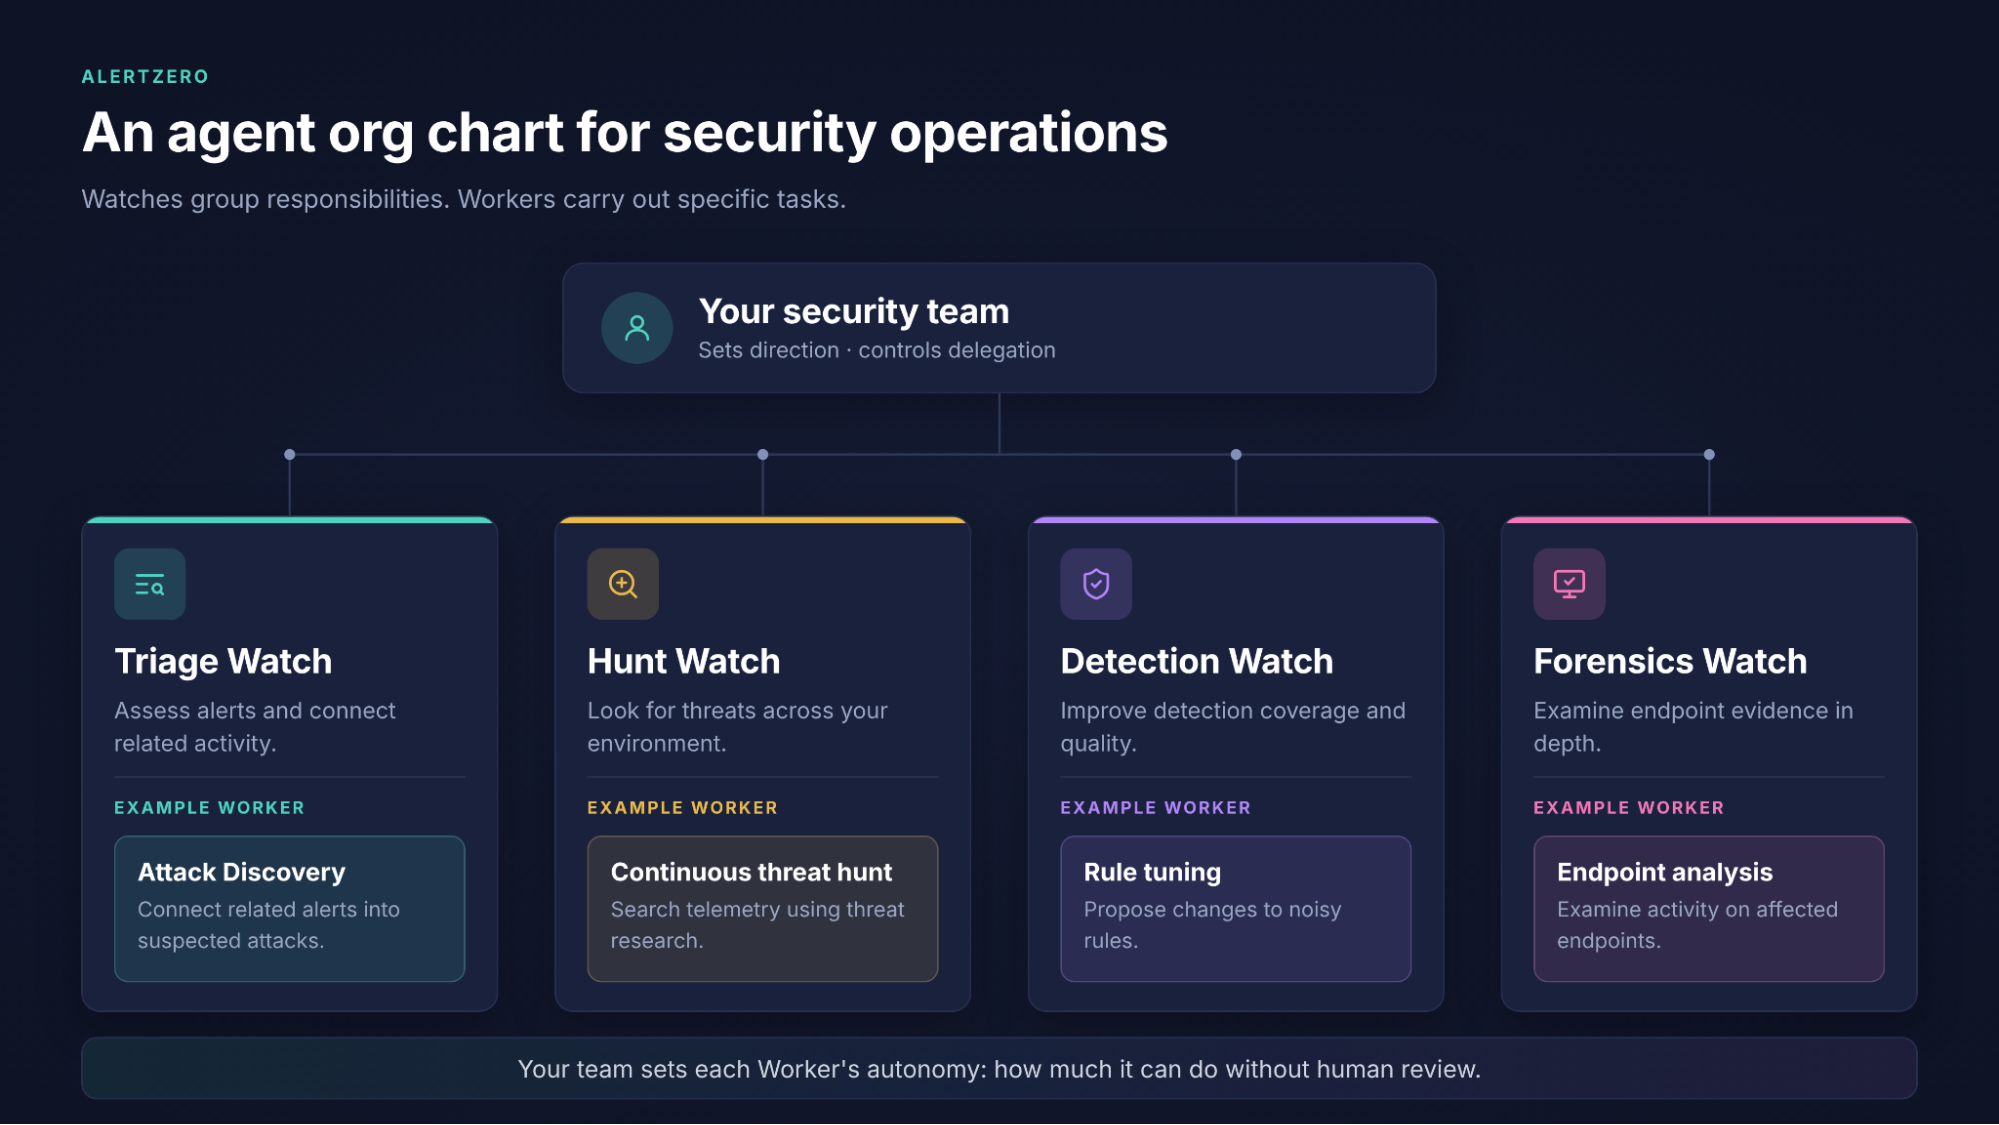 ALERTZERO
An agent org chart for security operations
Watches group responsibilities. Workers carry out specific tasks.
Your security team
Sets direction · controls delegation
Triage Watch
Assess alerts and connect
related activity.
EXAMPLE WORKER
Attack Discovery
Connect related alerts into
suspected attacks.
Hunt Watch
Look for threats across your
environment.
EXAMPLE WORKER
Continuous threat hunt
Search telemetry using threat
research.
Detection Watch
Improve detection coverage and
quality.
EXAMPLE WORKER
Rule tuning
Propose changes to noisy
rules.
Forensics Watch
Examine endpoint evidence in
depth.
EXAMPLE WORKER
Endpoint analysis
Examine activity on affected
endpoints.
Your team sets each Worker's autonomy: how much it can do without human review.